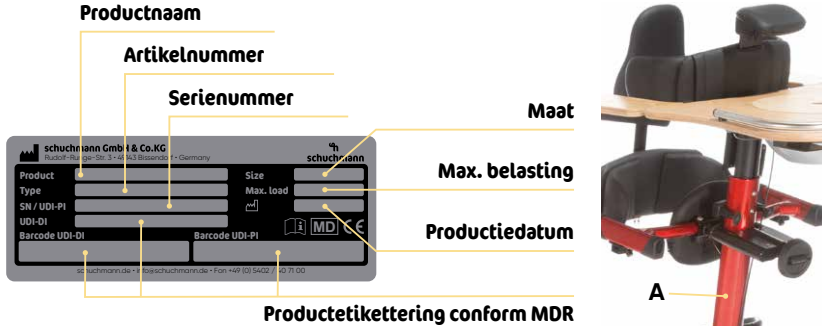 Productnaam
Artikelnummer
Serienummer
Maat
Max. belasting
Productiedatum
Productetikettering conform MDR
schuchmann GmbH & Co.KG
Rudolf-Runge-Str. 3 • 49143 Bissendorf • Germany
schuchmann
Product
Size
Type
Max. load
SN / UDI-PI
UDI-DI
MD CE
Barcode UDI-DI
Barcode UDI-PI
schuchmann.de • info@schuchmann.de • Fon +49 (0) 5402 / 40 71 00
A